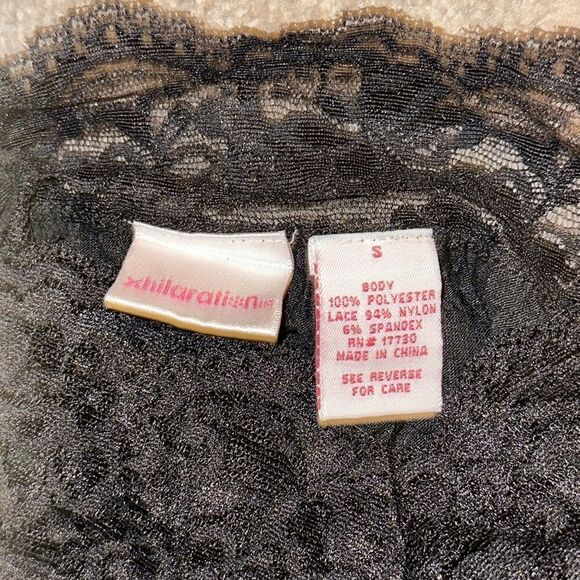 xhilaration
S
BODY
100% POLYESTER
LACE 94% NYLON
6% SPANDEX
RN# 17730
MADE IN CHINA
SEE REVERSE
FOR CARE